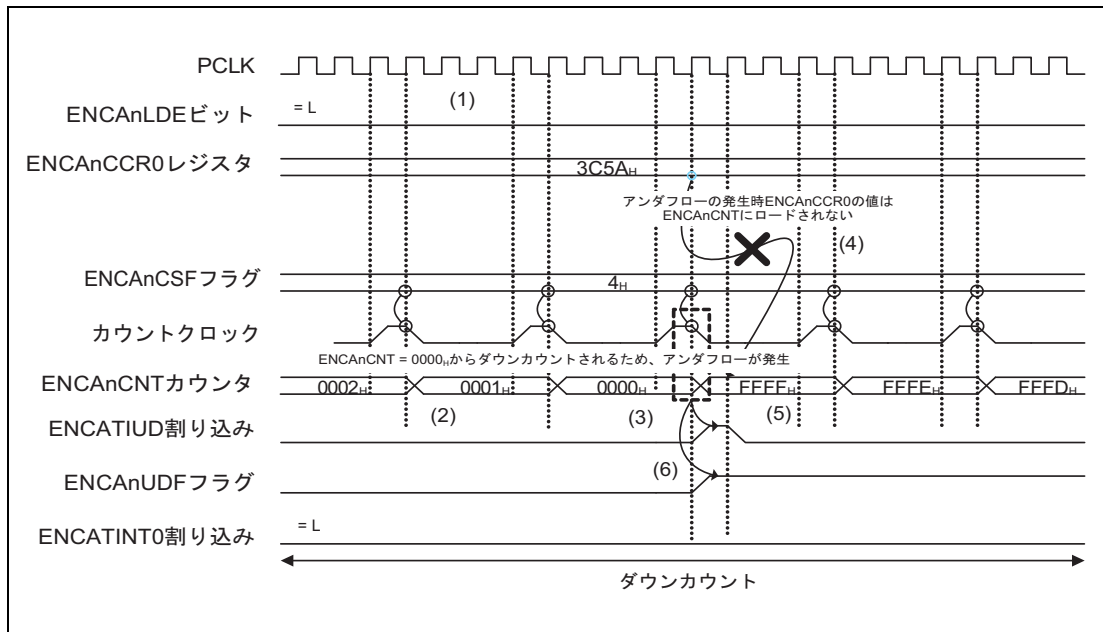 PCLK
(1)
ENCAnLDEビット
= L
ENCAnCCR0レジスタ
3C5AH
アンダフローの発生時ENCAnCCR0の値は
ENCAnCNTにロードされない
(4)
ENCAnCSFフラグ
4H
カウントクロック
ENCAnCNT = 0000Hからダウンカウントされるため、アンダフローが発生
ENCAnCNTカウンタ
0002H 0001H 0000H FFFFH FFFEH FFFDH
(2) (3) (5)
ENCATIUD割り込み
(6)
ENCAnUDFフラグ
ENCATINT0割り込み
= L
ダウンカウント